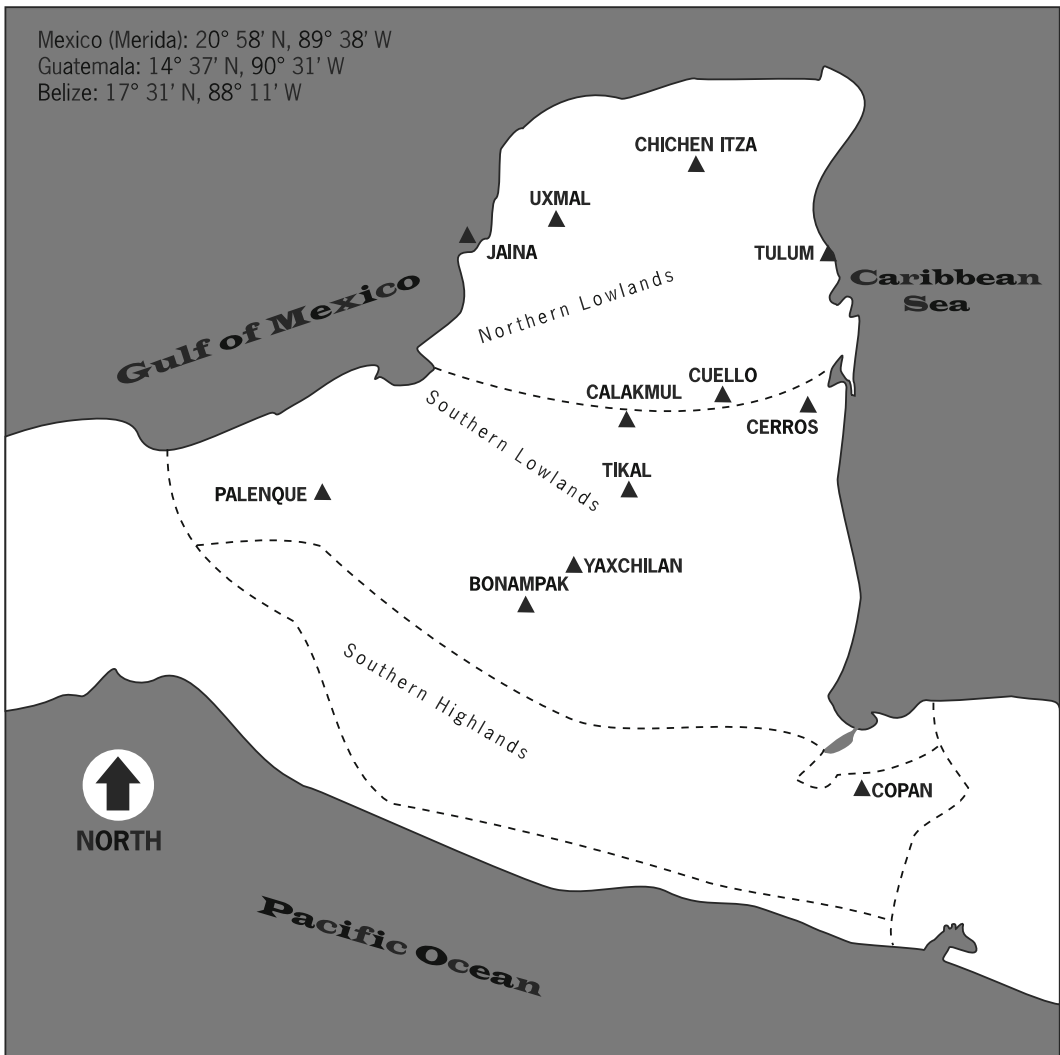 Mexico (Merida): 20° 58' N, 89° 38' W
Guatemala: 14° 37' N, 90° 31' W
Belize: 17° 31' N, 88° 11' W
CHICHEN ITZA
UXMAL
JAINA
TULUM
Caribbean
Sea
Gulf of Mexico
Northern Lowlands
CUELLO
CALAKMUL
CERROS
Southern Lowlands
TIKAL
PALENQUE
YAXCHILAN
BONAMPAK
Southern Highlands
COPAN
NORTH
Pacific Ocean